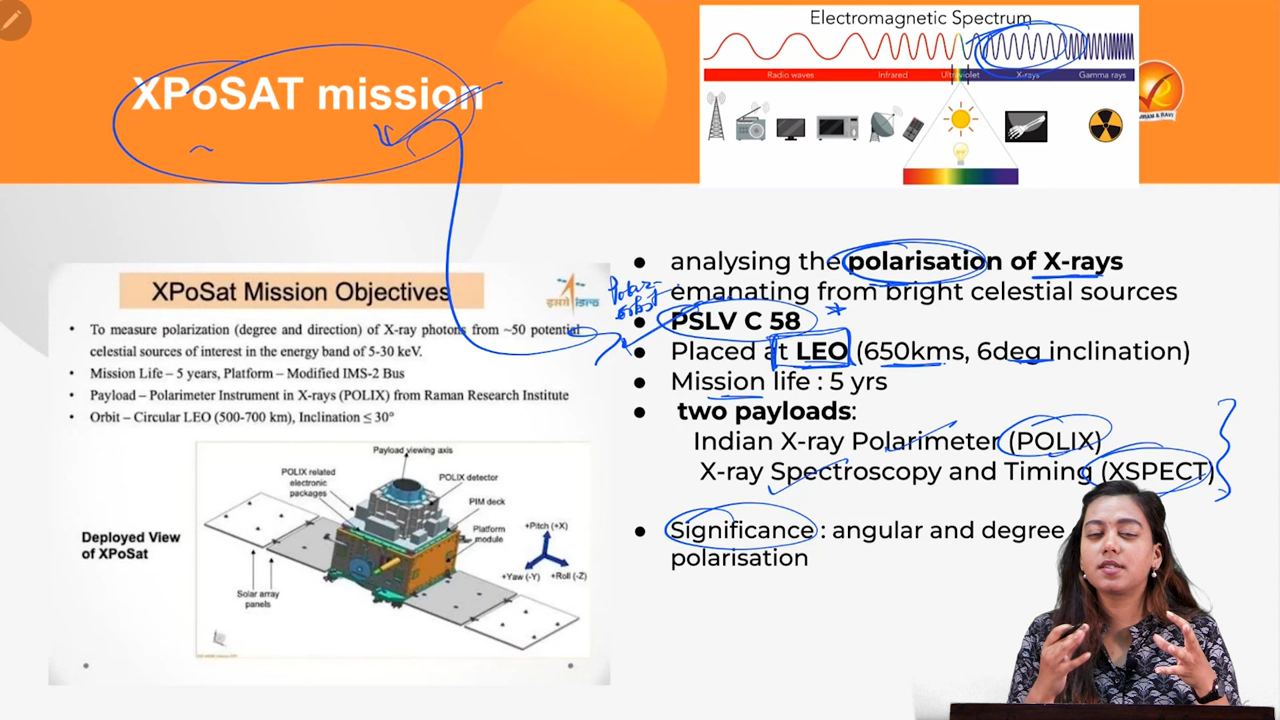 XPoSAT mission
Electromagnetic Spectrum
Radio waves
Infrared
Ultraviolet
X-rays
Gamma rays
& RAVI
analysing the polarisation of X-rays
emanating from bright celestial sources
PSLV C 58
Placed at LEO (650kms, 6deg inclination)
Mission life : 5 yrs
two payloads:
Indian X-ray Polarimeter (POLIX)
X-ray Spectroscopy and Timing (XSPECT)
Significance : angular and degree
polarisation
XPoSat Mission Objectives
इसरो isro
To measure polarization (degree and direction) of X-ray photons from ~50 potential
celestial sources of interest in the energy band of 5-30 keV.
Mission Life – 5 years, Platform – Modified IMS-2 Bus
Payload – Polarimeter Instrument in X-rays (POLIX) from Raman Research Institute
Orbit – Circular LEO (500-700 km), Inclination ≤ 30°
Payload viewing axis
POLIX related
electronic
packages
POLIX detector
PIM deck
Platform
module
+Pitch (+X)
+Yaw (-Y)
+Roll (-Z)
Solar array
panels
Deployed View
of XPoSat